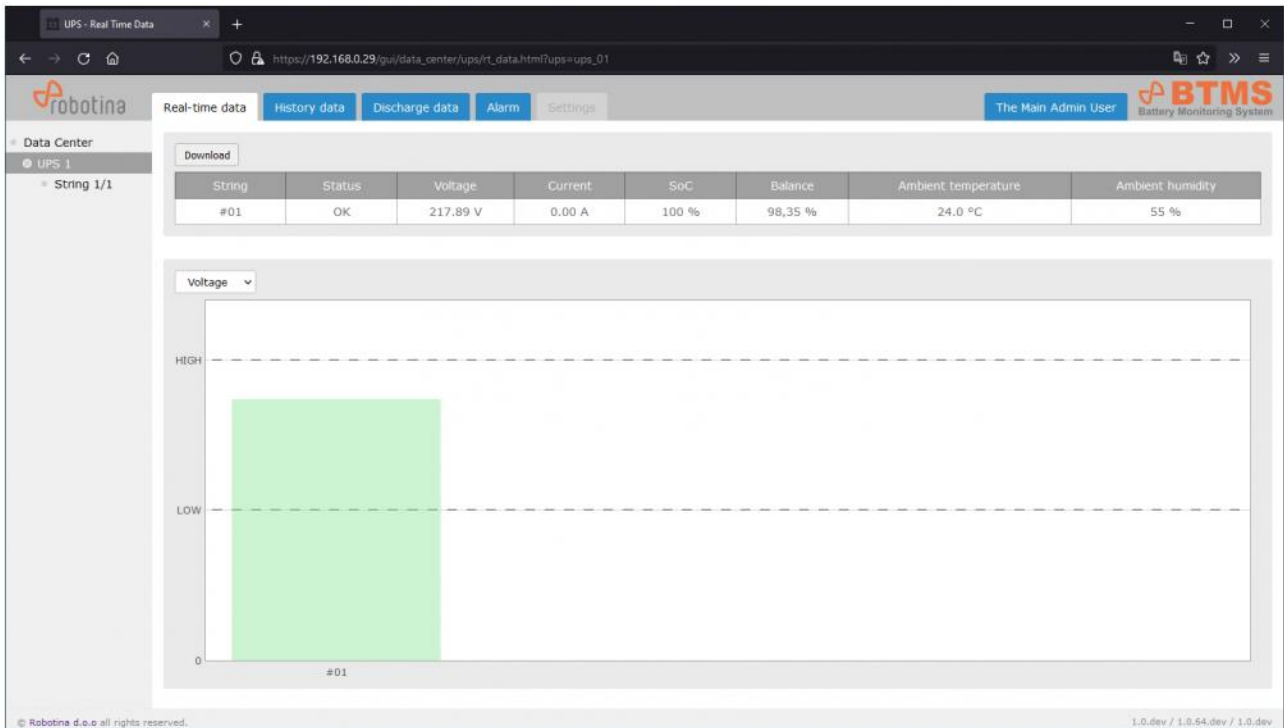 UPS - Real Time Data
https://192.168.0.29/gui/data_center/ups/rt_data.html?ups=ups_01
robotina
Real-time data History data Discharge data Alarm Settings The Main Admin User
BTMS
Battery Monitoring System
Data Center
UPS 1
String 1/1
Download
String Status Voltage Current SoC Balance Ambient temperature Ambient humidity
#01 OK 217.89 V 0.00 A 100 % 98,35 % 24.0 °C 55 %
Voltage
HIGH
LOW
0
#01
© Robotina d.o.o all rights reserved. 1.0.dev / 1.0.64.dev / 1.0.dev